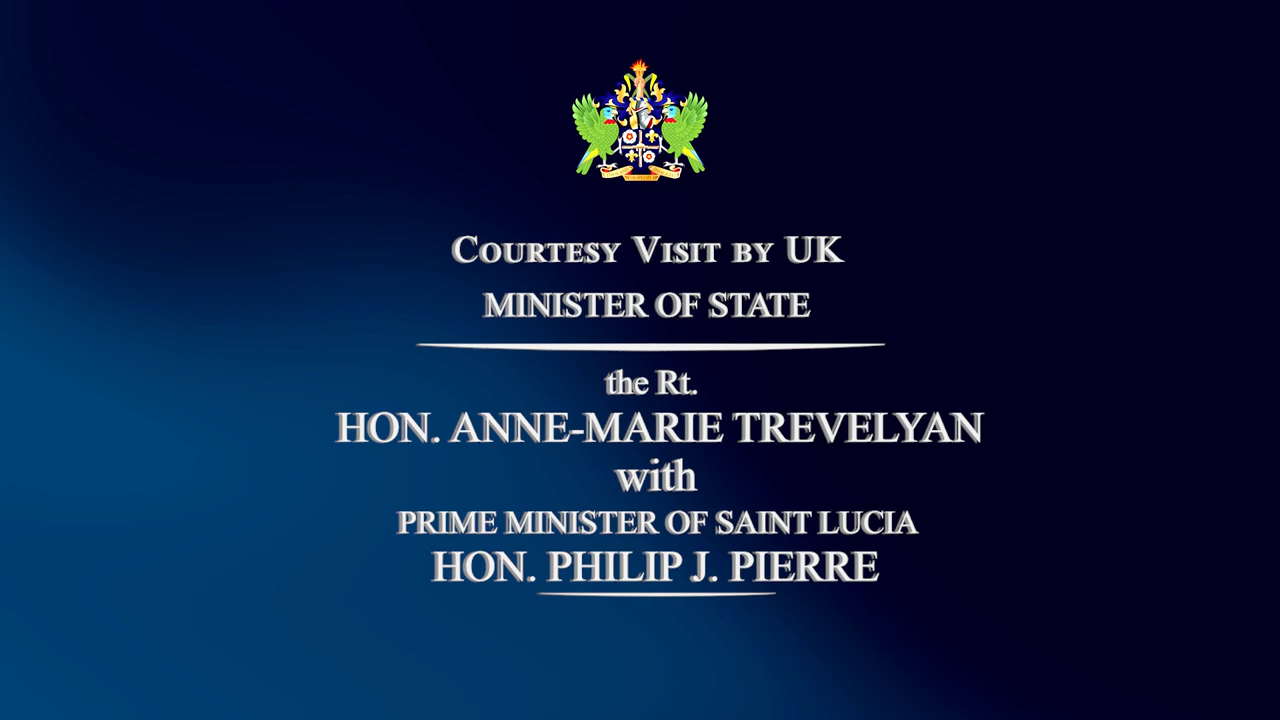 Courtesy Visit by UK
MINISTER OF STATE
the Rt.
HON. ANNE-MARIE TREVELYAN
with
PRIME MINISTER OF SAINT LUCIA
HON. PHILIP J. PIERRE